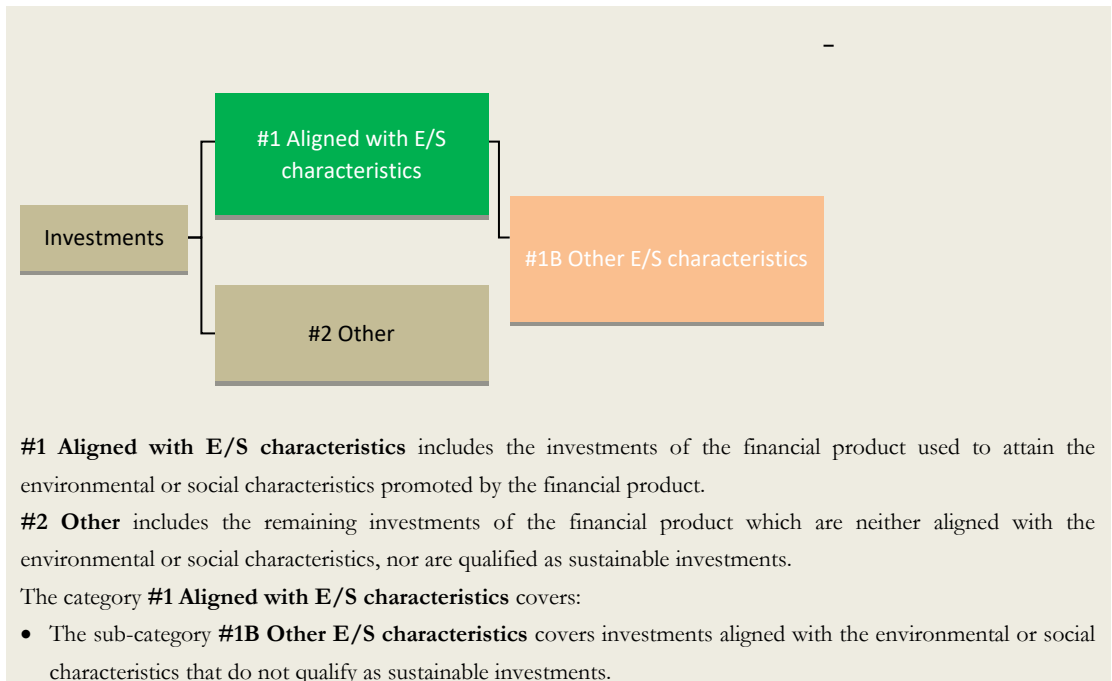 –
#1 Aligned with E/S
characteristics
Investments
#1B Other E/S characteristics
#2 Other
#1 Aligned with E/S characteristics includes the investments of the financial product used to attain the
environmental or social characteristics promoted by the financial product.
#2 Other includes the remaining investments of the financial product which are neither aligned with the
environmental or social characteristics, nor are qualified as sustainable investments.
The category #1 Aligned with E/S characteristics covers:
• The sub-category #1B Other E/S characteristics covers investments aligned with the environmental or social
characteristics that do not qualify as sustainable investments.